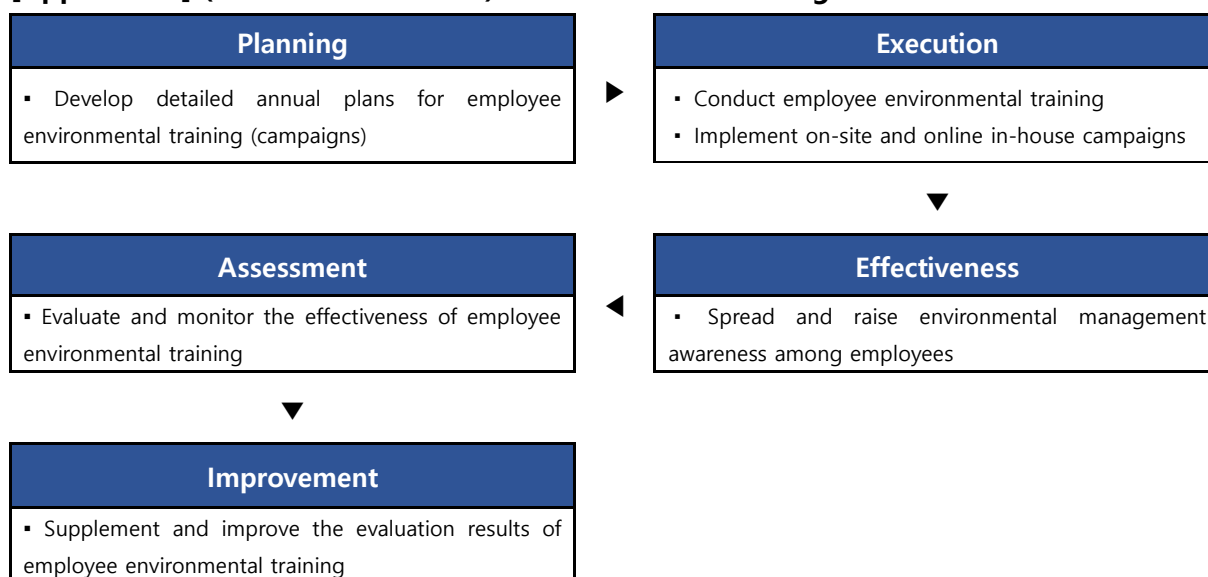 Planning
▪ Develop detailed annual plans for employee
environmental training (campaigns)
▶
Execution
▪ Conduct employee environmental training
▪ Implement on-site and online in-house campaigns
▼
Effectiveness
▪ Spread and raise environmental management
awareness among employees
◀
Assessment
▪ Evaluate and monitor the effectiveness of employee
environmental training
▼
Improvement
▪ Supplement and improve the evaluation results of
employee environmental training